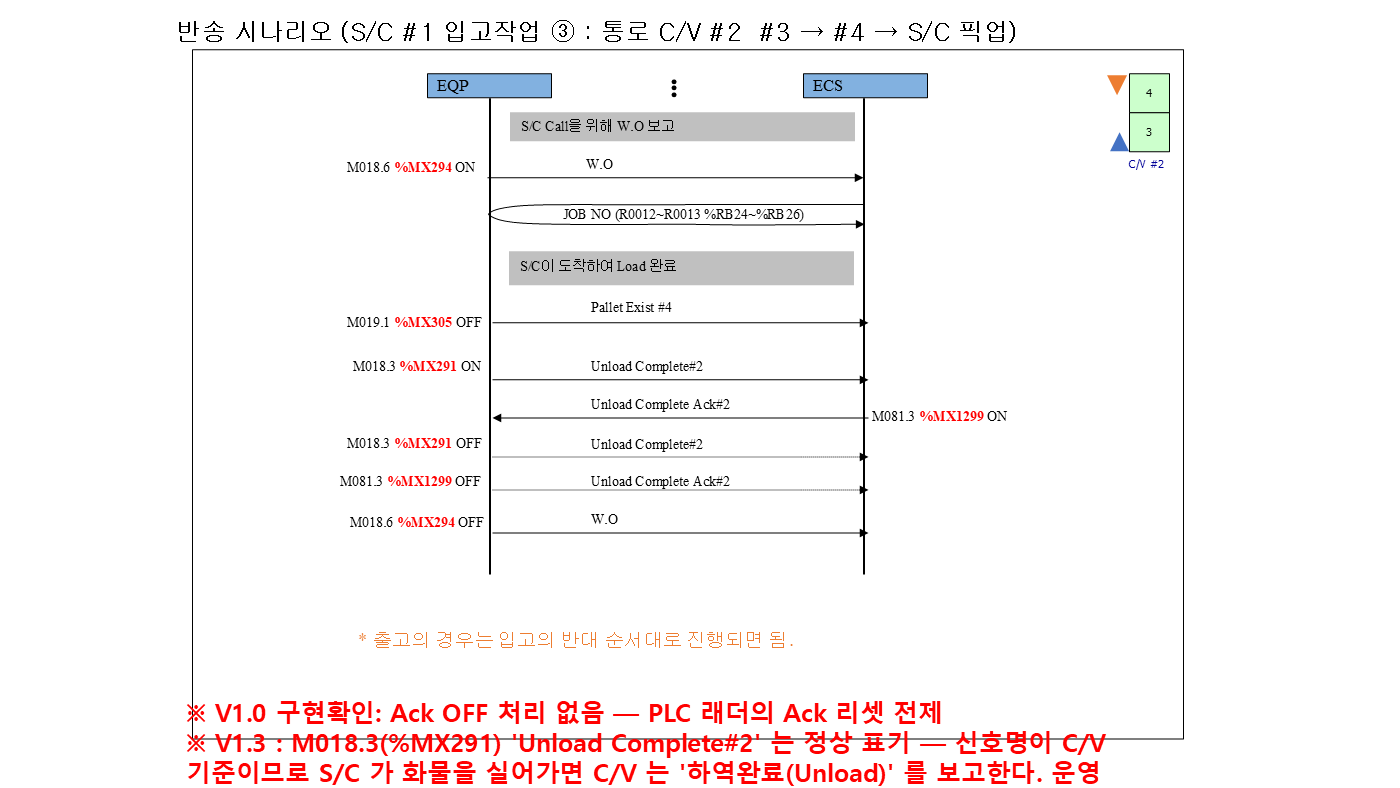 반송 시나리오 (S/C #1 입고작업 ③ : 통로 C/V #2  #3 → #4 → S/C 픽업)
EQP
ECS
4
3
C/V #2
S/C Call을 위해 W.O 보고
M018.6 %MX294 ON
W.O
JOB NO (R0012~R0013 %RB24~%RB26)
S/C이 도착하여 Load 완료
Pallet Exist #4
M019.1 %MX305 OFF
M018.3 %MX291 ON
Unload Complete#2
Unload Complete Ack#2
M081.3 %MX1299 ON
M018.3 %MX291 OFF
Unload Complete#2
M081.3 %MX1299 OFF
Unload Complete Ack#2
M018.6 %MX294 OFF
W.O
* 출고의 경우는 입고의 반대 순서대로 진행되면 됨.
※ V1.0 구현확인: Ack OFF 처리 없음 — PLC 래더의 Ack 리셋 전제
※ V1.3 : M018.3(%MX291) 'Unload Complete#2' 는 정상 표기 — 신호명이 C/V
기준이므로 S/C 가 화물을 실어가면 C/V 는 '하역완료(Unload)' 를 보고한다. 운영